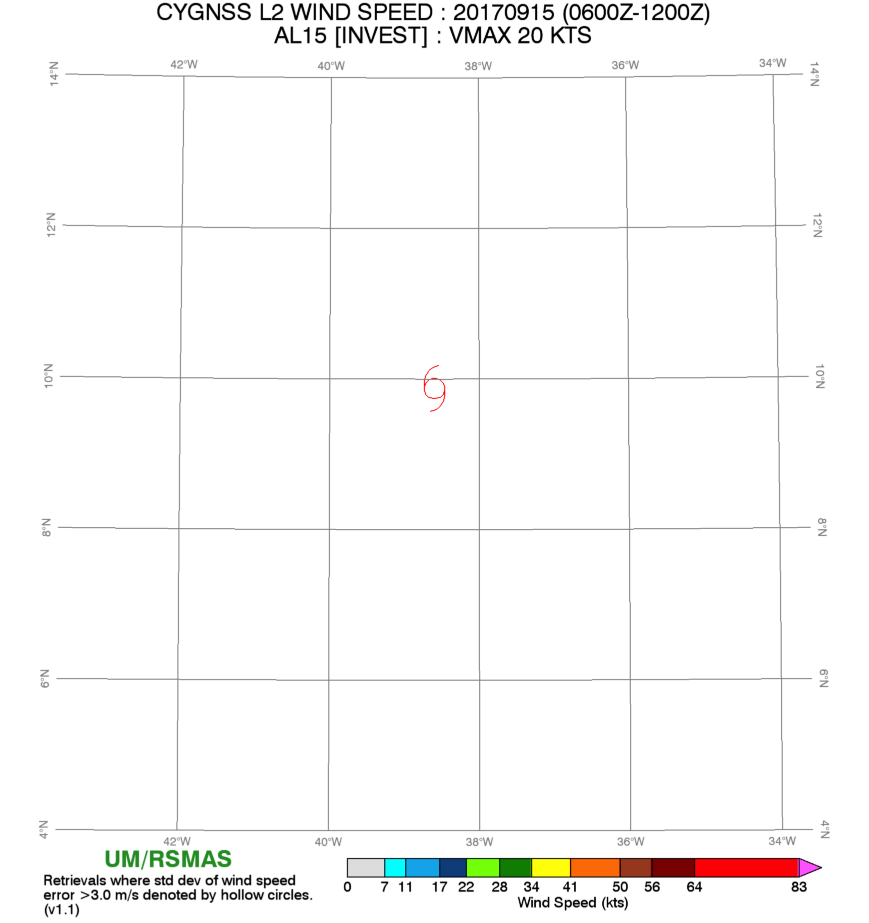 CYGNSS L2 WIND SPEED : 20170915 (0600Z-1200Z)
AL15 [INVEST] : VMAX 20 KTS
42°W 40°W 38°W 36°W 34°W
14°N 14°N
12°N 12°N
10°N 10°N
8°N 8°N
6°N 6°N
4°N 4°N
42°W 40°W 38°W 36°W 34°W
UM/RSMAS
Retrievals where std dev of wind speed
error >3.0 m/s denoted by hollow circles.
(v1.1)
0 7 11 17 22 28 34 41 50 56 64 83
Wind Speed (kts)